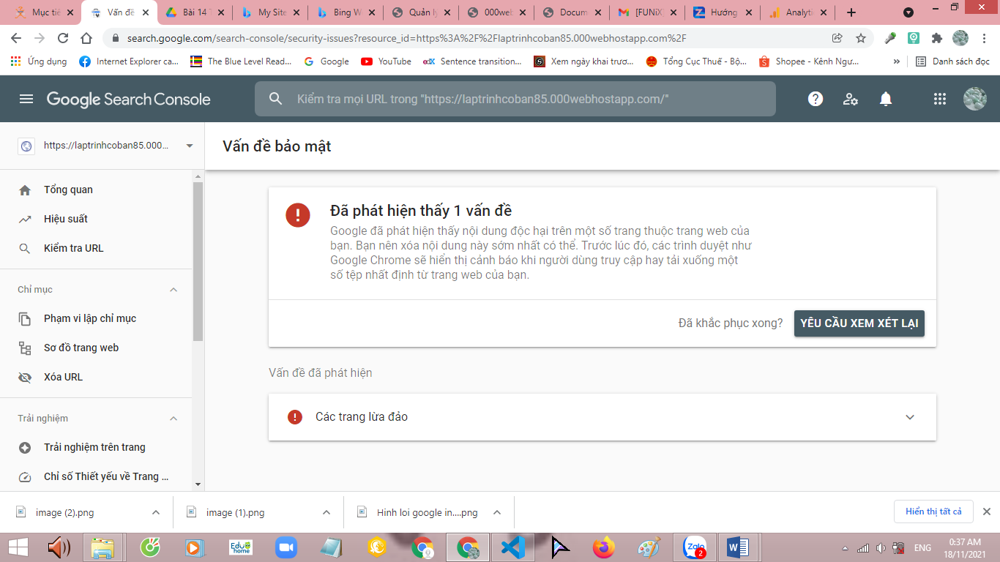 Mục tiê
Vấn đề
Bài 14 T
My Site
Bing W
Quản lý
000web
Docum
[FUNiX]
Hướng
Analyti
search.google.com/search-console/security-issues?resource_id=https%3A%2F%2Flaptrinhcoban85.000webhostapp.com%2F
Ứng dụng
Internet Explorer ca...
The Blue Level Read...
Google
YouTube
edX
Sentence transition...
Xem ngày khai trươ...
Tổng Cục Thuế - Bộ...
Shopee - Kênh Ngư...
»
Danh sách đọc
Google Search Console
Kiểm tra mọi URL trong "https://laptrinhcoban85.000webhostapp.com/"
https://laptrinhcoban85.000...
Vấn đề bảo mật
Tổng quan
Hiệu suất
Kiểm tra URL
Chỉ mục
Phạm vi lập chỉ mục
Sơ đồ trang web
Xóa URL
Trải nghiệm
Trải nghiệm trên trang
Chỉ số Thiết yếu về Trang ...
Đã phát hiện thấy 1 vấn đề
Google đã phát hiện thấy nội dung độc hại trên một số trang thuộc trang web của
bạn. Bạn nên xóa nội dung này sớm nhất có thể. Trước lúc đó, các trình duyệt như
Google Chrome sẽ hiển thị cảnh báo khi người dùng truy cập hay tải xuống một
số tệp nhất định từ trang web của bạn.
Đã khắc phục xong?
YÊU CẦU XEM XÉT LẠI
Vấn đề đã phát hiện
Các trang lừa đảo
image (2).png
image (1).png
Hinh loi google in....png
Hiển thị tất cả
Edu
home
Zalo
2
ENG
0:37 AM
18/11/2021